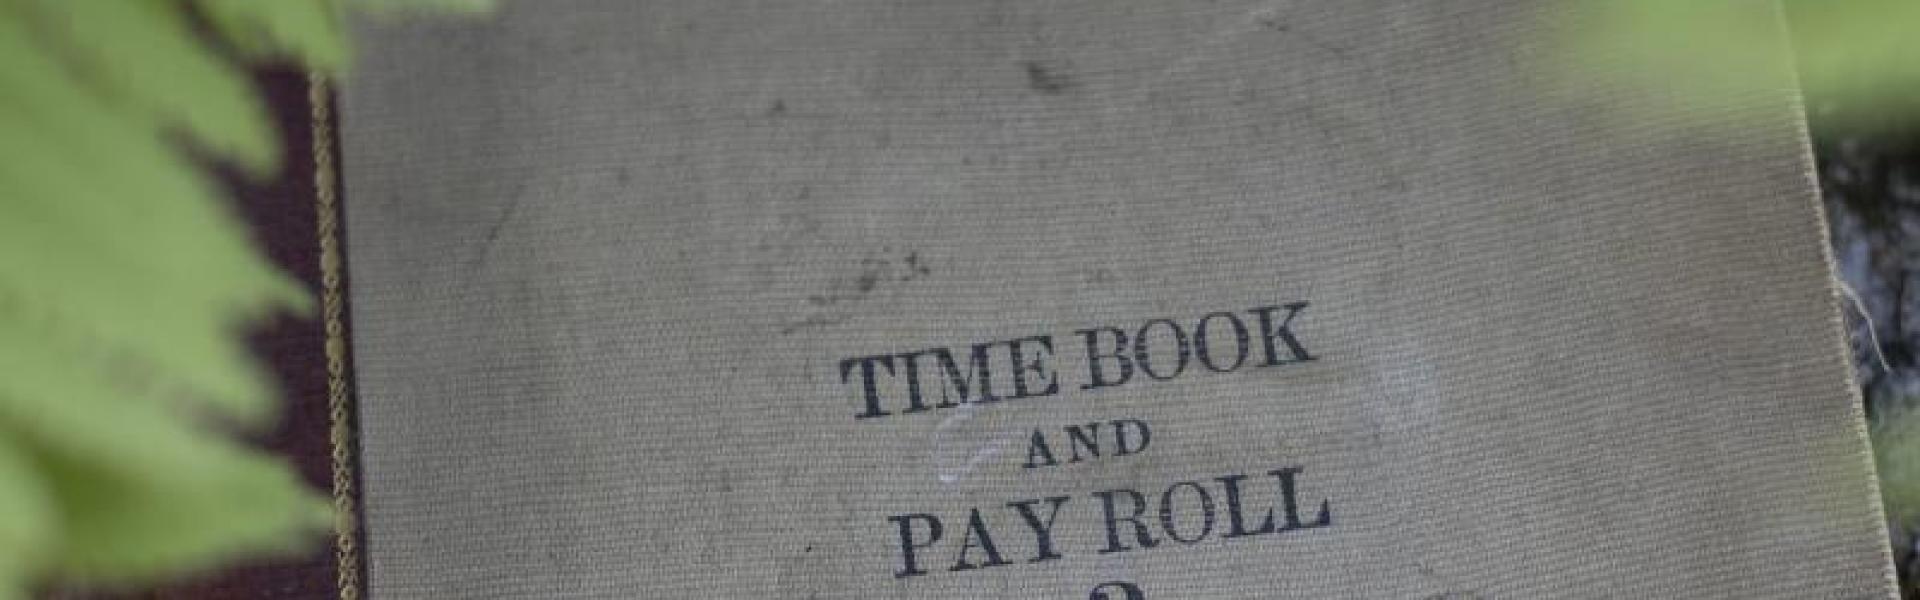 TIME BOOK
AND
PAY ROLL